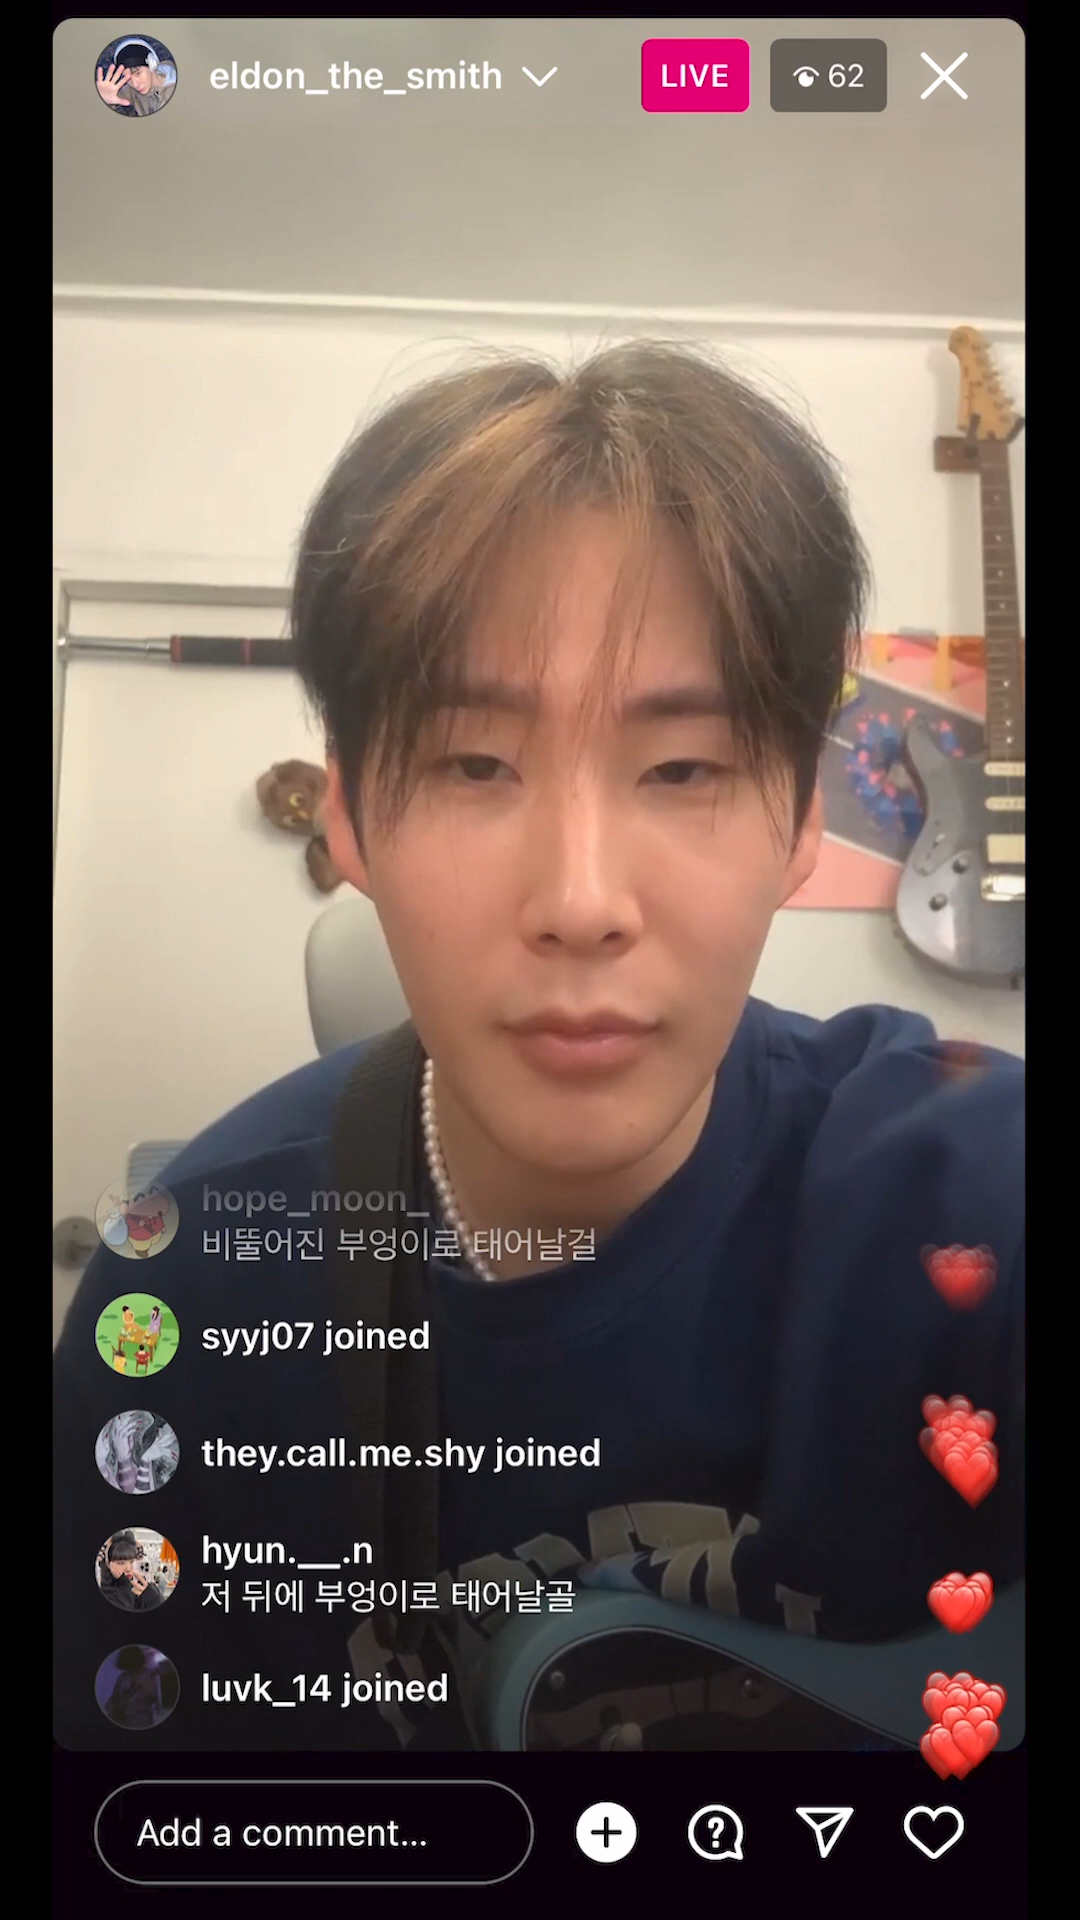 eldon_the_smith
LIVE
62
hope_moon_
비뚤어진 부엉이로 태어날걸
syyj07 joined
they.call.me.shy joined
hyun.__.n
저 뒤에 부엉이로 태어날골
luvk_14 joined
Add a comment...